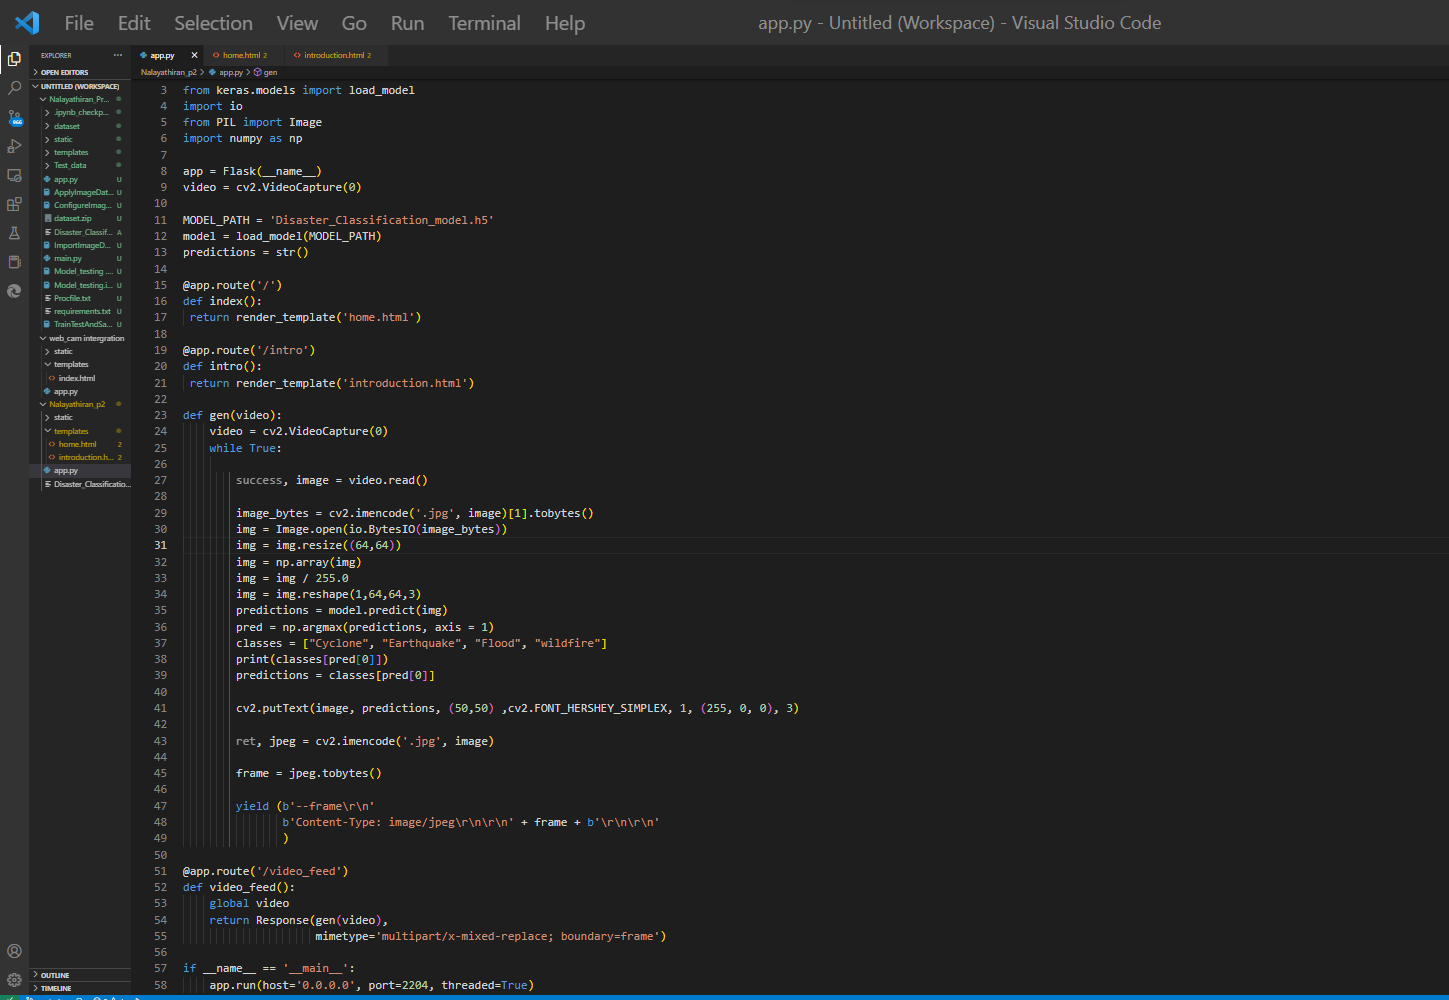 File Edit Selection View Go Run Terminal Help
app.py - Untitled (Workspace) - Visual Studio Code
EXPLORER ...
OPEN EDITORS
UNTITLED (WORKSPACE)
Nalayathiran_Pr...
.ipynb_checkp...
dataset
static
templates
Test_data
app.py U
ApplyImageDat... U
ConfigureImag... U
dataset.zip U
Disaster_Classif... A
ImportImageD... U
main.py U
Model_testing .... U
Model_testing.i... U
Procfile.txt U
requirements.txt U
TrainTestAndSa... U
web_cam intergration
static
templates
index.html
app.py
Nalayathiran_p2
static
templates
home.html 2
introduction.h... 2
app.py
Disaster_Classificatio...
OUTLINE
TIMELINE
app.py home.html 2 introduction.html 2
Nalayathiran_p2 > app.py > gen
3 from keras.models import load_model
4 import io
5 from PIL import Image
6 import numpy as np
7
8 app = Flask(__name__)
9 video = cv2.VideoCapture(0)
10
11 MODEL_PATH = 'Disaster_Classification_model.h5'
12 model = load_model(MODEL_PATH)
13 predictions = str()
14
15 @app.route('/')
16 def index():
17 return render_template('home.html')
18
19 @app.route('/intro')
20 def intro():
21 return render_template('introduction.html')
22
23 def gen(video):
24 video = cv2.VideoCapture(0)
25 while True:
26
27 success, image = video.read()
28
29 image_bytes = cv2.imencode('.jpg', image)[1].tobytes()
30 img = Image.open(io.BytesIO(image_bytes))
31 img = img.resize((64,64))
32 img = np.array(img)
33 img = img / 255.0
34 img = img.reshape(1,64,64,3)
35 predictions = model.predict(img)
36 pred = np.argmax(predictions, axis = 1)
37 classes = ["Cyclone", "Earthquake", "Flood", "wildfire"]
38 print(classes[pred[0]])
39 predictions = classes[pred[0]]
40
41 cv2.putText(image, predictions, (50,50) ,cv2.FONT_HERSHEY_SIMPLEX, 1, (255, 0, 0), 3)
42
43 ret, jpeg = cv2.imencode('.jpg', image)
44
45 frame = jpeg.tobytes()
46
47 yield (b'--frame\r\n'
48 b'Content-Type: image/jpeg\r\n\r\n' + frame + b'\r\n\r\n'
49 )
50
51 @app.route('/video_feed')
52 def video_feed():
53 global video
54 return Response(gen(video),
55 mimetype='multipart/x-mixed-replace; boundary=frame')
56
57 if __name__ == '__main__':
58 app.run(host='0.0.0.0', port=2204, threaded=True)